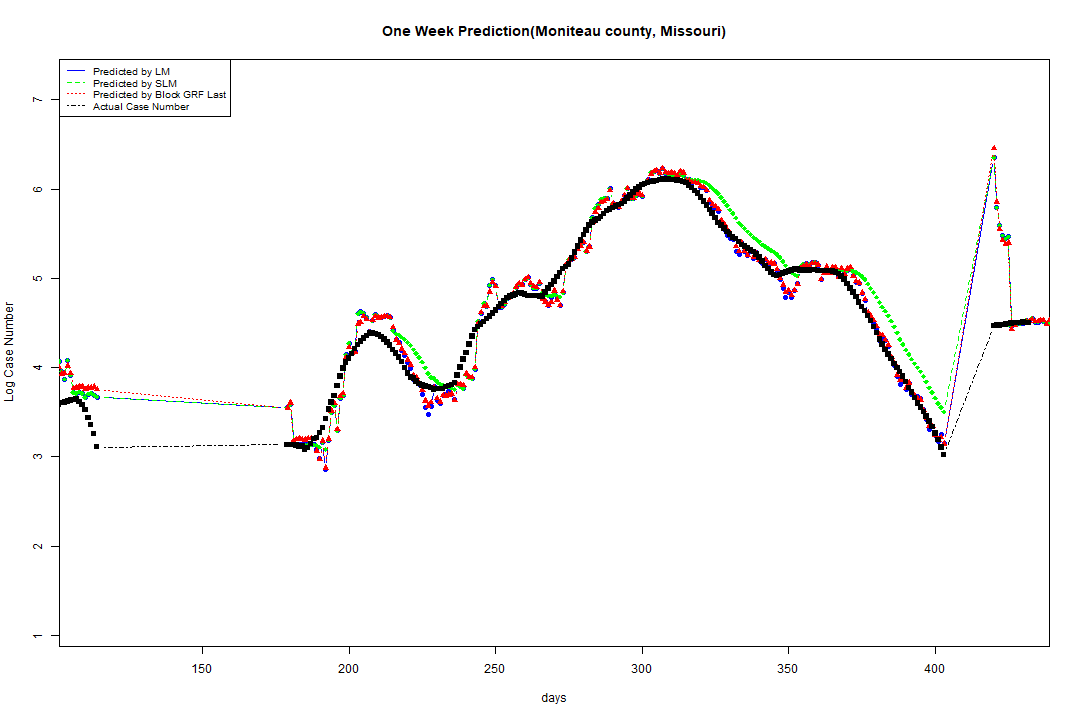 One Week Prediction(Moniteau county, Missouri)
Predicted by LM
Predicted by SLM
Predicted by Block GRF Last
Actual Case Number
7
6
5
4
3
2
1
Log Case Number
150 200 250 300 350 400
days